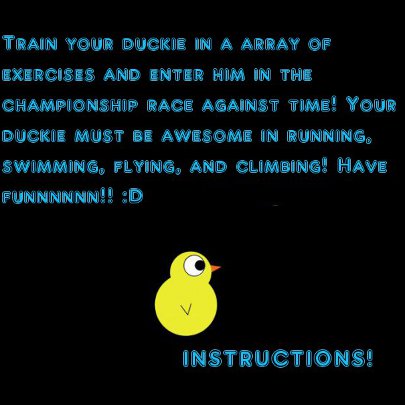 Train your duckie in a array of
exercises and enter him in the
championship race against time! Your
duckie must be awesome in running,
swimming, flying, and climbing! Have
funnnnnn!! :D
INSTRUCTIONS!